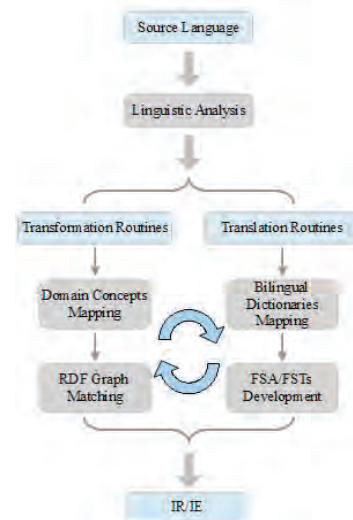 Source Language
Linguistic Analysis
Transformation Routines
Translation Routines
Domain Concepts
Mapping
Bilingual
Dictionaries
Mapping
RDF Graph
Matching
FSA/FSTs
Development
IR/IE